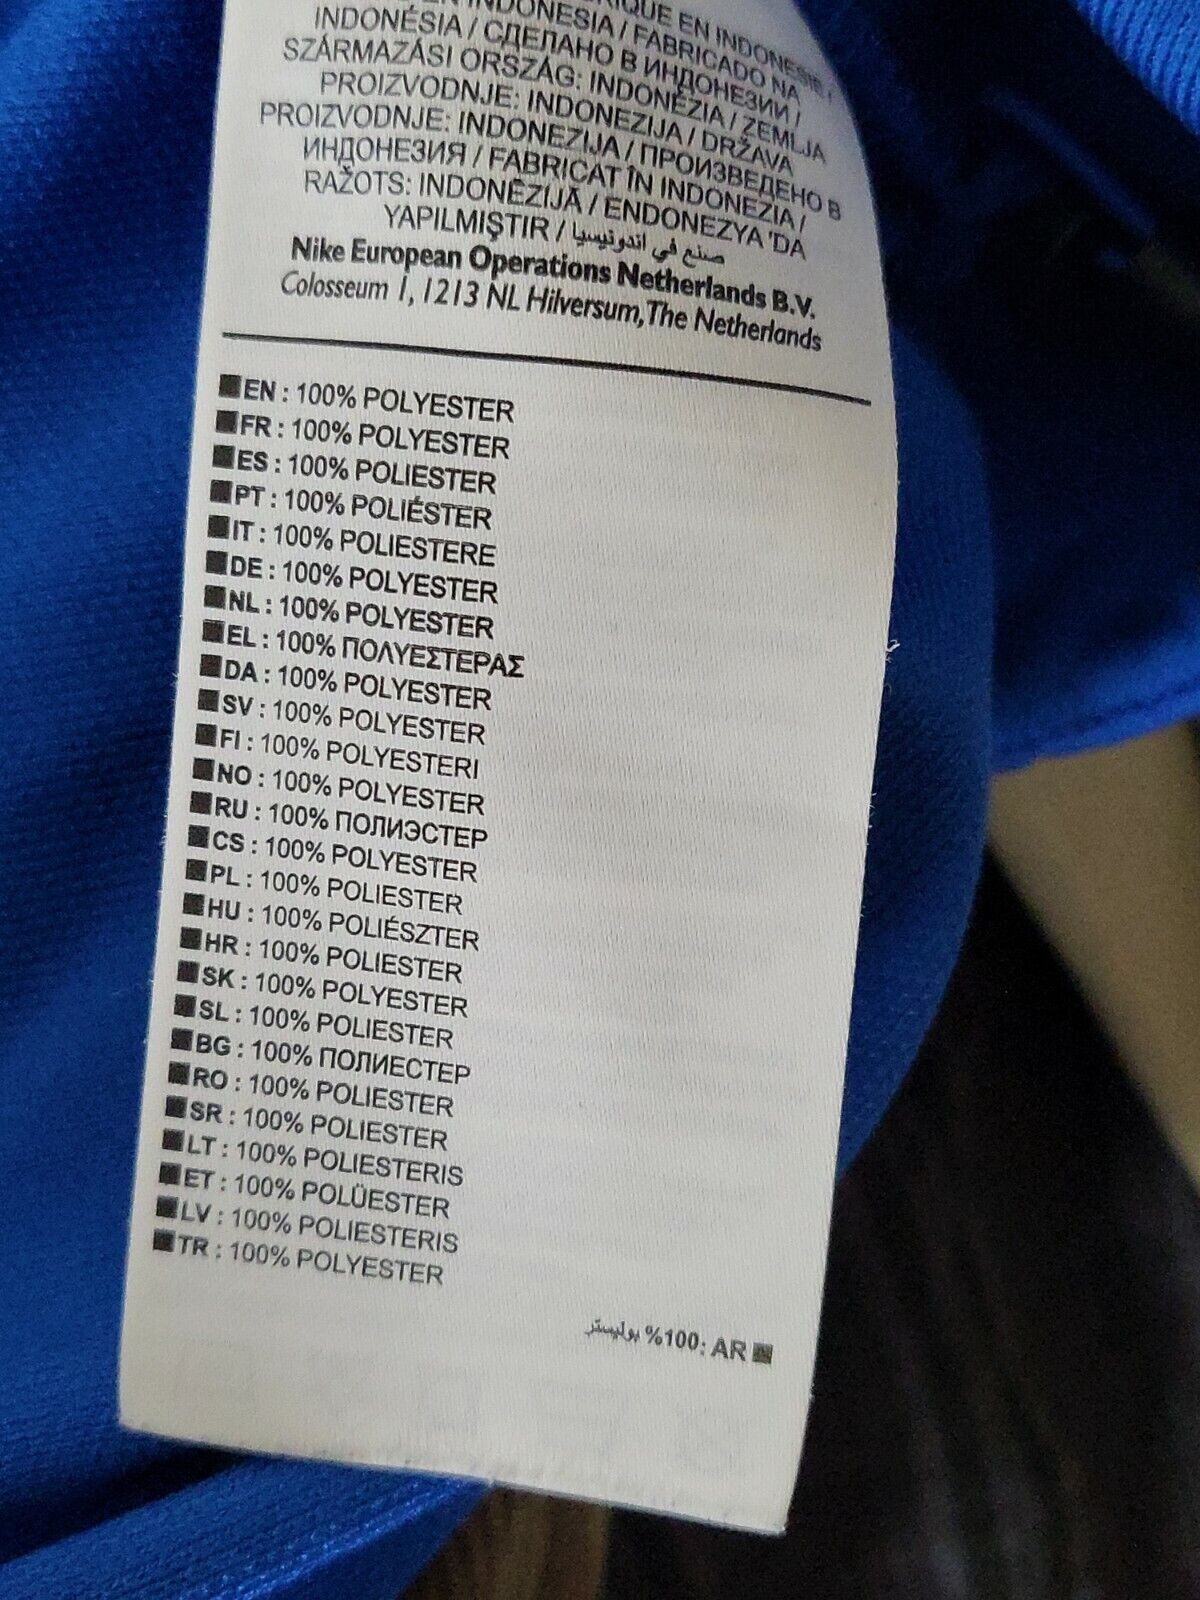 EN INDONESIA / FABRICADO NA
INDONÉSIA / СДЕЛАНО В ИНДОНЕЗИИ /
SZÁRMAZÁSI ORSZÁG: INDONÉZIA / ZEMLJA
PROIZVODNJE: INDONEZIJA / DRŽAVA
PROIZVODNJE: INDONEZIJA / ПРОИЗВЕДЕНО В
ИНДОНЕЗИЯ / FABRICAT ÎN INDONEZIA /
RAŽOTS: INDONĒZIJĀ / ENDONEZYA 'DA
YAPILMIŞTIR / صنع في اندونيسيا
Nike European Operations Netherlands B.V.
Colosseum 1, 1213 NL Hilversum, The Netherlands
EN : 100% POLYESTER
FR : 100% POLYESTER
ES : 100% POLIESTER
PT : 100% POLIÉSTER
IT : 100% POLIESTERE
DE : 100% POLYESTER
NL : 100% POLYESTER
EL : 100% ΠΟΛΥΕΣΤΕΡΑΣ
DA : 100% POLYESTER
SV : 100% POLYESTER
FI : 100% POLYESTERI
NO : 100% POLYESTER
RU : 100% ПОЛИЭСТЕР
CS : 100% POLYESTER
PL : 100% POLIESTER
HU : 100% POLIÉSZTER
HR : 100% POLIESTER
SK : 100% POLYESTER
SL : 100% POLIESTER
BG : 100% ПОЛИЕСТЕР
RO : 100% POLIESTER
SR : 100% POLIESTER
LT : 100% POLIESTERIS
ET : 100% POLÜESTER
LV : 100% POLIESTERIS
TR : 100% POLYESTER
AR :100% بوليستر